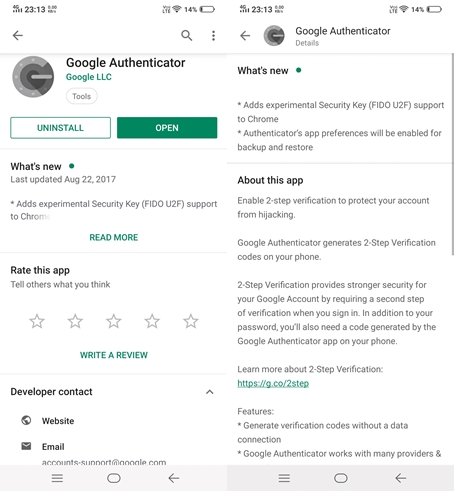 4G 23:13 0.00 KB/s VoLTE 14%
Google Authenticator
Google LLC
Tools
UNINSTALL
OPEN
What's new
Last updated Aug 22, 2017
* Adds experimental Security Key (FIDO U2F) support
to Chrome
READ MORE
Rate this app
Tell others what you think
WRITE A REVIEW
Developer contact
Website
Email
accounts-support@google.com
4G 23:13 0.00 KB/s VoLTE 14%
Google Authenticator
Details
What's new
* Adds experimental Security Key (FIDO U2F) support
to Chrome
* Authenticator's app preferences will be enabled for
backup and restore
About this app
Enable 2-step verification to protect your account
from hijacking.
Google Authenticator generates 2-Step Verification
codes on your phone.
2-Step Verification provides stronger security for
your Google Account by requiring a second step
of verification when you sign in. In addition to your
password, you'll also need a code generated by the
Google Authenticator app on your phone.
Learn more about 2-Step Verification:
https://g.co/2step
Features:
* Generate verification codes without a data
connection
* Google Authenticator works with many providers &